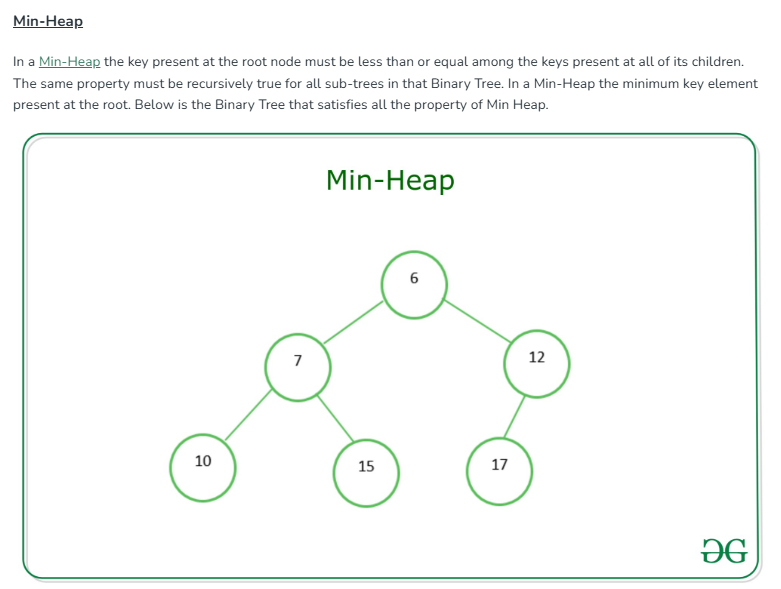 Min-Heap
In a Min-Heap the key present at the root node must be less than or equal among the keys present at all of its children.
The same property must be recursively true for all sub-trees in that Binary Tree. In a Min-Heap the minimum key element
present at the root. Below is the Binary Tree that satisfies all the property of Min Heap.
Min-Heap
6
7
12
10
15
17